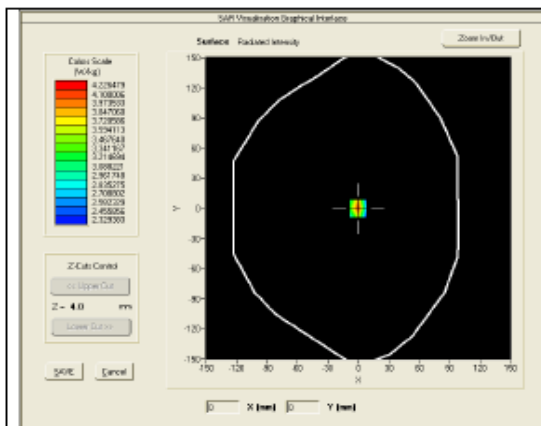 SAR Visualisation Graphical Interface
Surface Radiated Intensity
Zoom In/Out
Colors Scale
(W/kg)
4.226479
4.100006
3.973533
3.847060
3.720586
3.594113
3.467640
3.341167
3.214694
3.088221
2.961748
2.835275
2.708802
2.582329
2.455856
2.329383
150
120
90
60
30
0
-30
-60
-90
-120
-150
Y
-150 -120 -90 -60 -30 0 30 60 90 120 150
X
Z-Cuts Control
<< Upper Cut
Z = 4.0 mm
Lower Cut >>
SAVE Cancel
0 X (mm) 0 Y (mm)